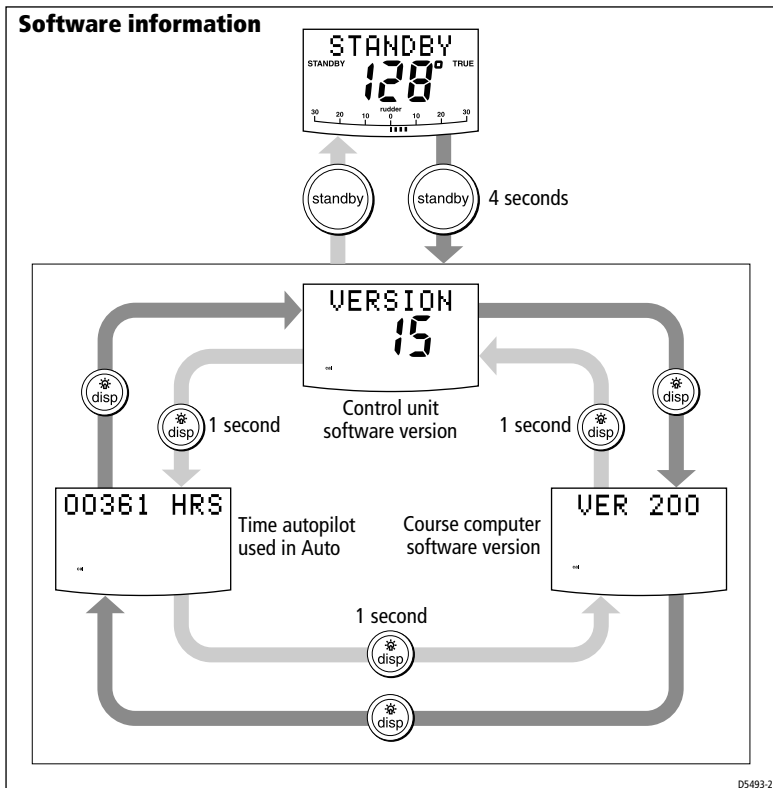 Software information
STANDBY
STANDBY 128° TRUE
rudder
30 20 10 0 10 20 30
standby
standby
4 seconds
VERSION
15
Control unit
software version
disp
disp
disp
1 second
1 second
disp
00361 HRS
Time autopilot
used in Auto
VER 200
Course computer
software version
1 second
disp
disp
D5493-2